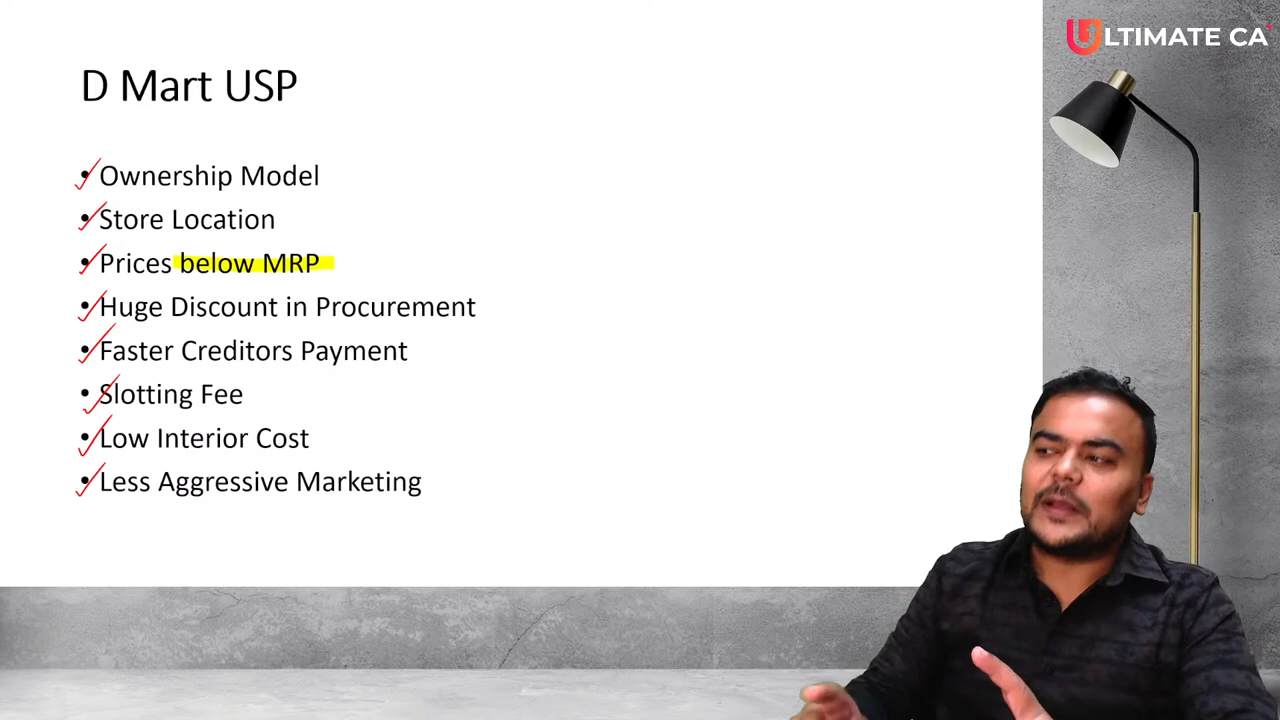 ULTIMATE CA
D Mart USP
• Ownership Model
• Store Location
• Prices below MRP
• Huge Discount in Procurement
• Faster Creditors Payment
• Slotting Fee
• Low Interior Cost
• Less Aggressive Marketing